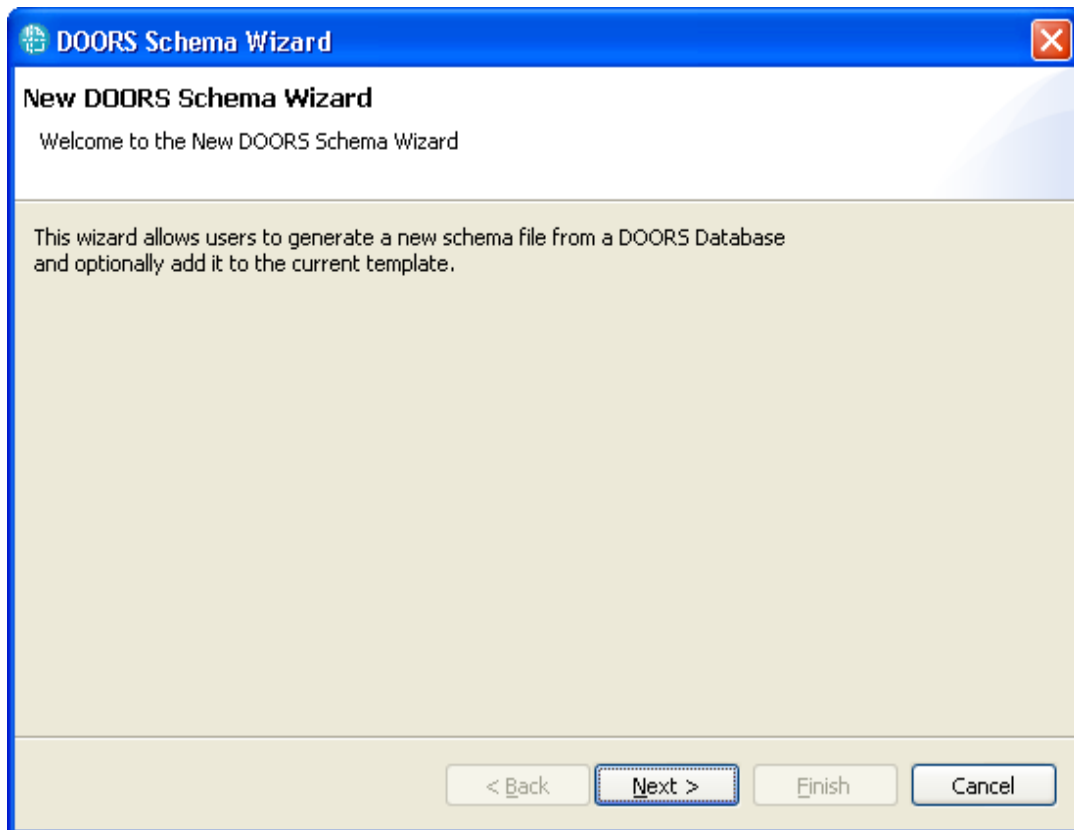 DOORS Schema Wizard
New DOORS Schema Wizard
Welcome to the New DOORS Schema Wizard
This wizard allows users to generate a new schema file from a DOORS Database
and optionally add it to the current template.
< Back Next > Finish Cancel